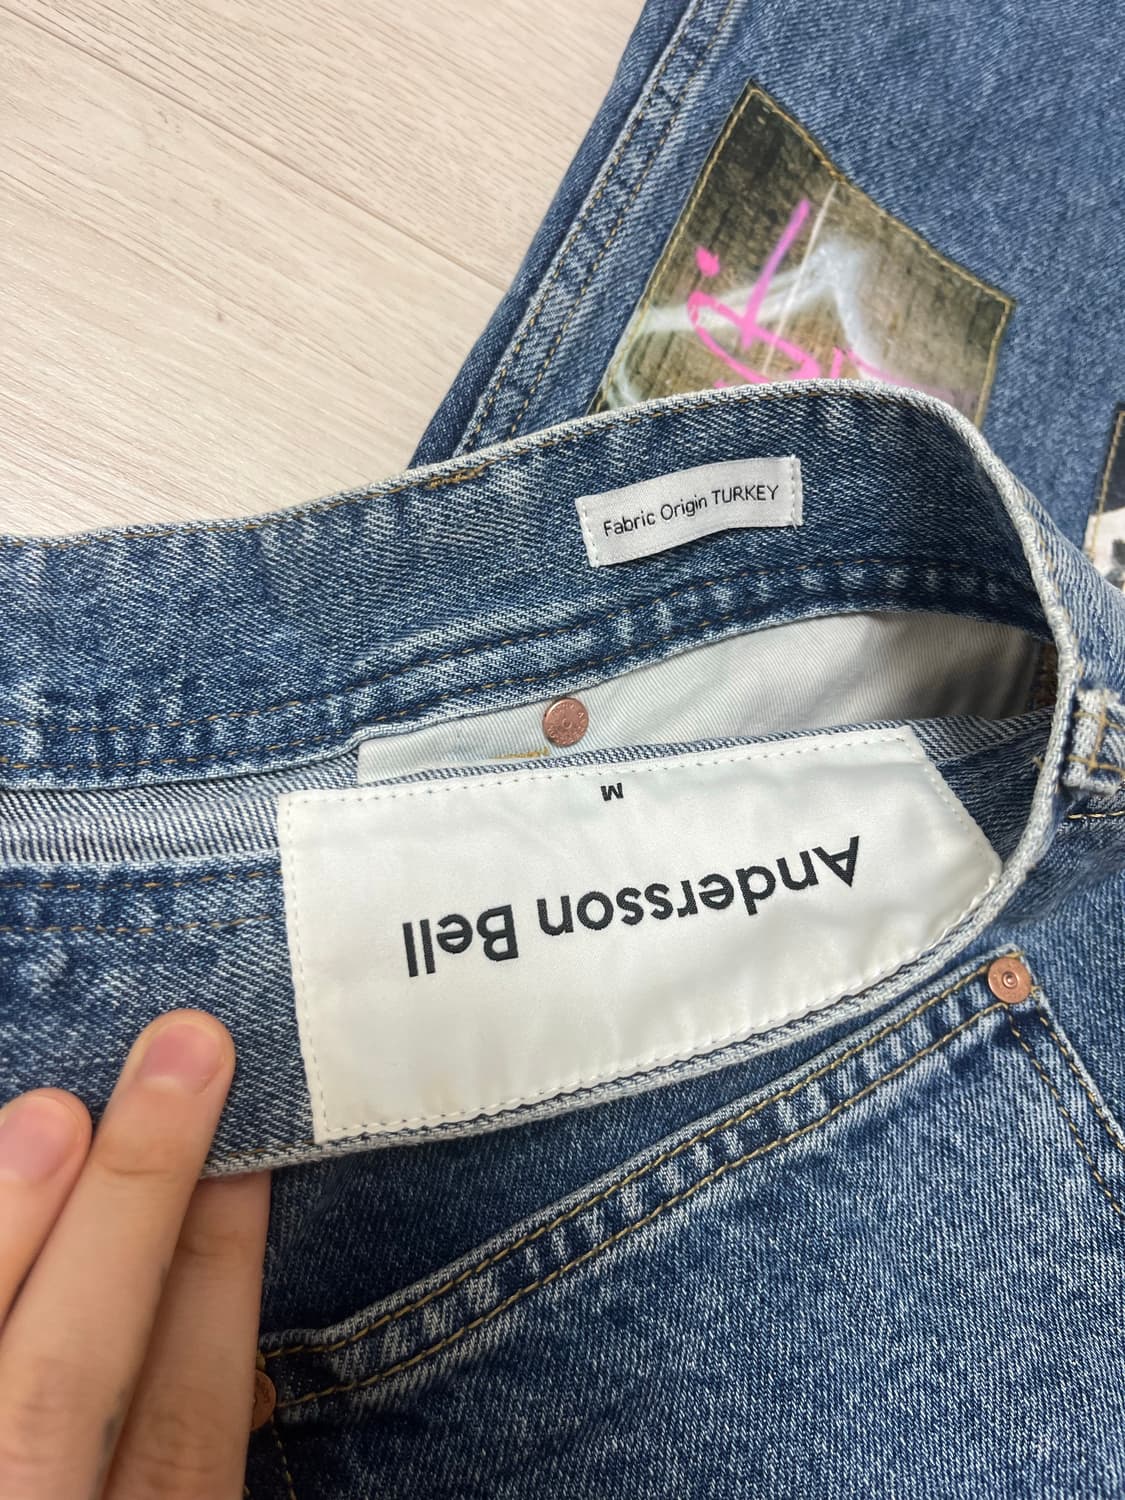 Fabric Origin TURKEY
M
Andersson Bell